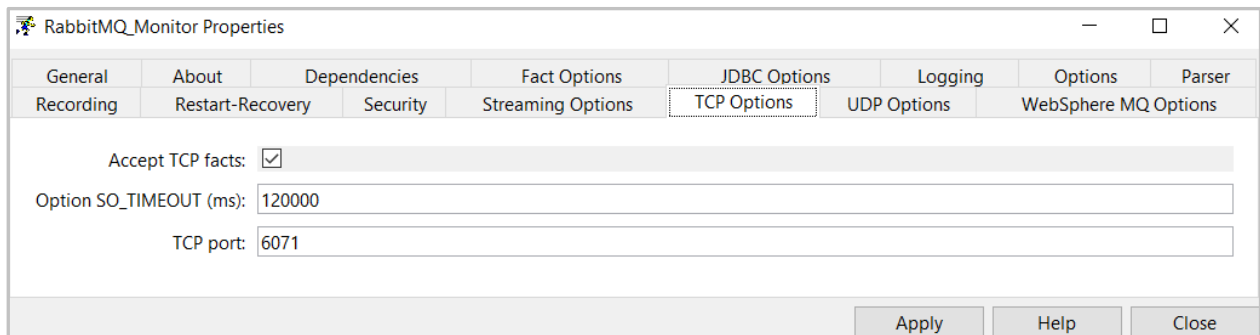 RabbitMQ_Monitor Properties
General About Dependencies Fact Options JDBC Options Logging Options Parser
Recording Restart-Recovery Security Streaming Options TCP Options UDP Options WebSphere MQ Options
Accept TCP facts:
Option SO_TIMEOUT (ms): 120000
TCP port: 6071
Apply Help Close